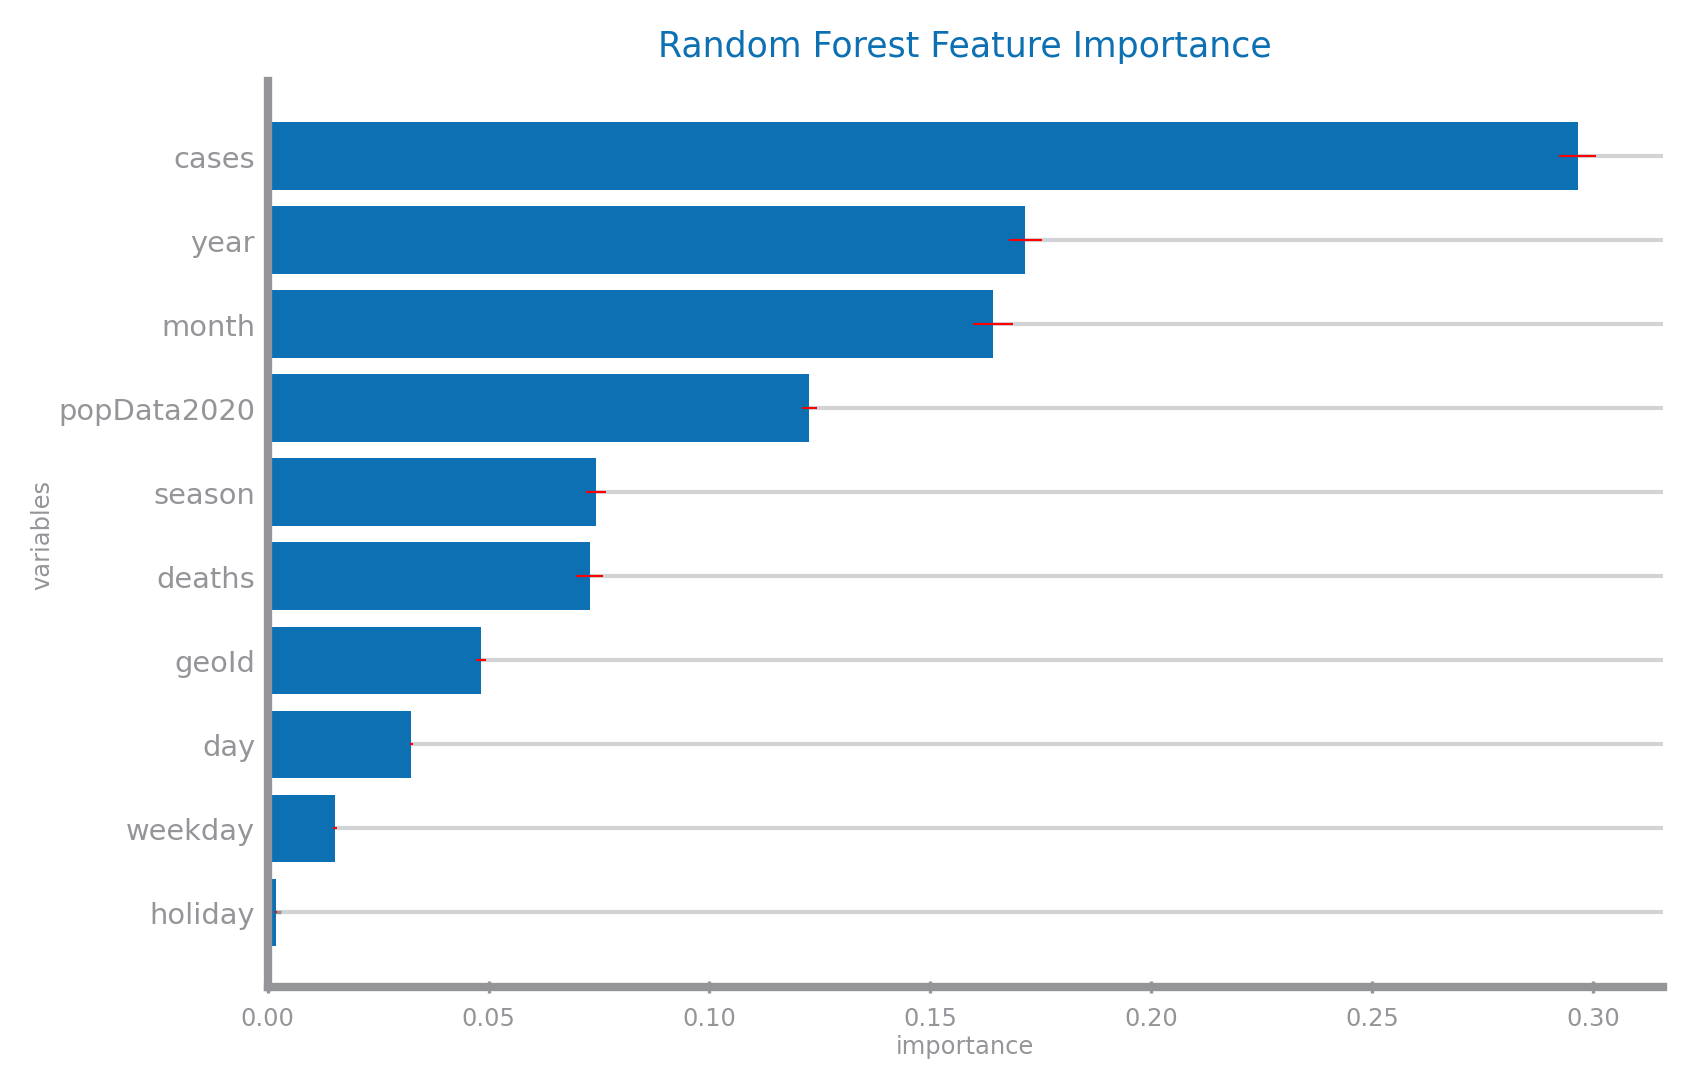 Random Forest Feature Importance
cases
year
month
popData2020
season
deaths
geoId
day
weekday
holiday
variables
0.00 0.05 0.10 0.15 0.20 0.25 0.30
importance